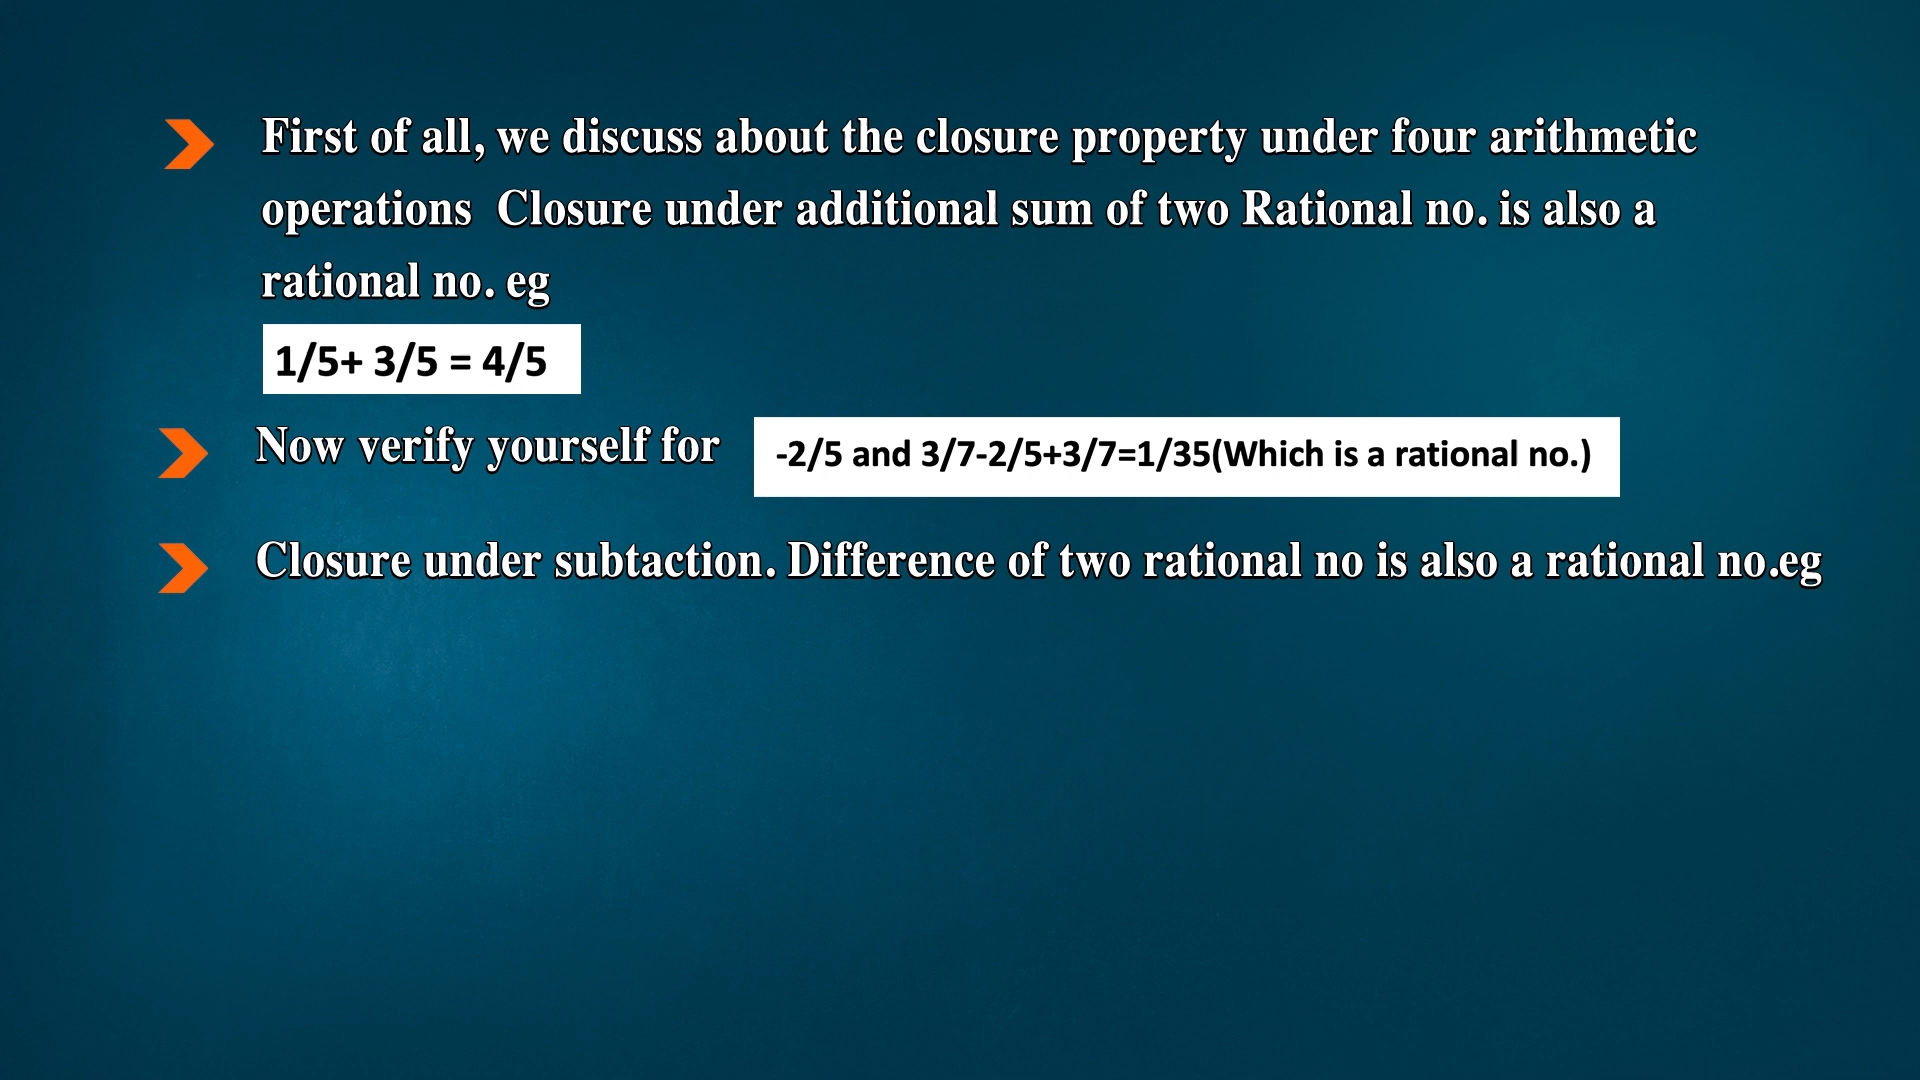 First of all, we discuss about the closure property under four arithmetic
operations  Closure under additional sum of two Rational no. is also a
rational no. eg
1/5+ 3/5 = 4/5
Now verify yourself for -2/5 and 3/7-2/5+3/7=1/35(Which is a rational no.)
Closure under subtaction. Difference of two rational no is also a rational no.eg